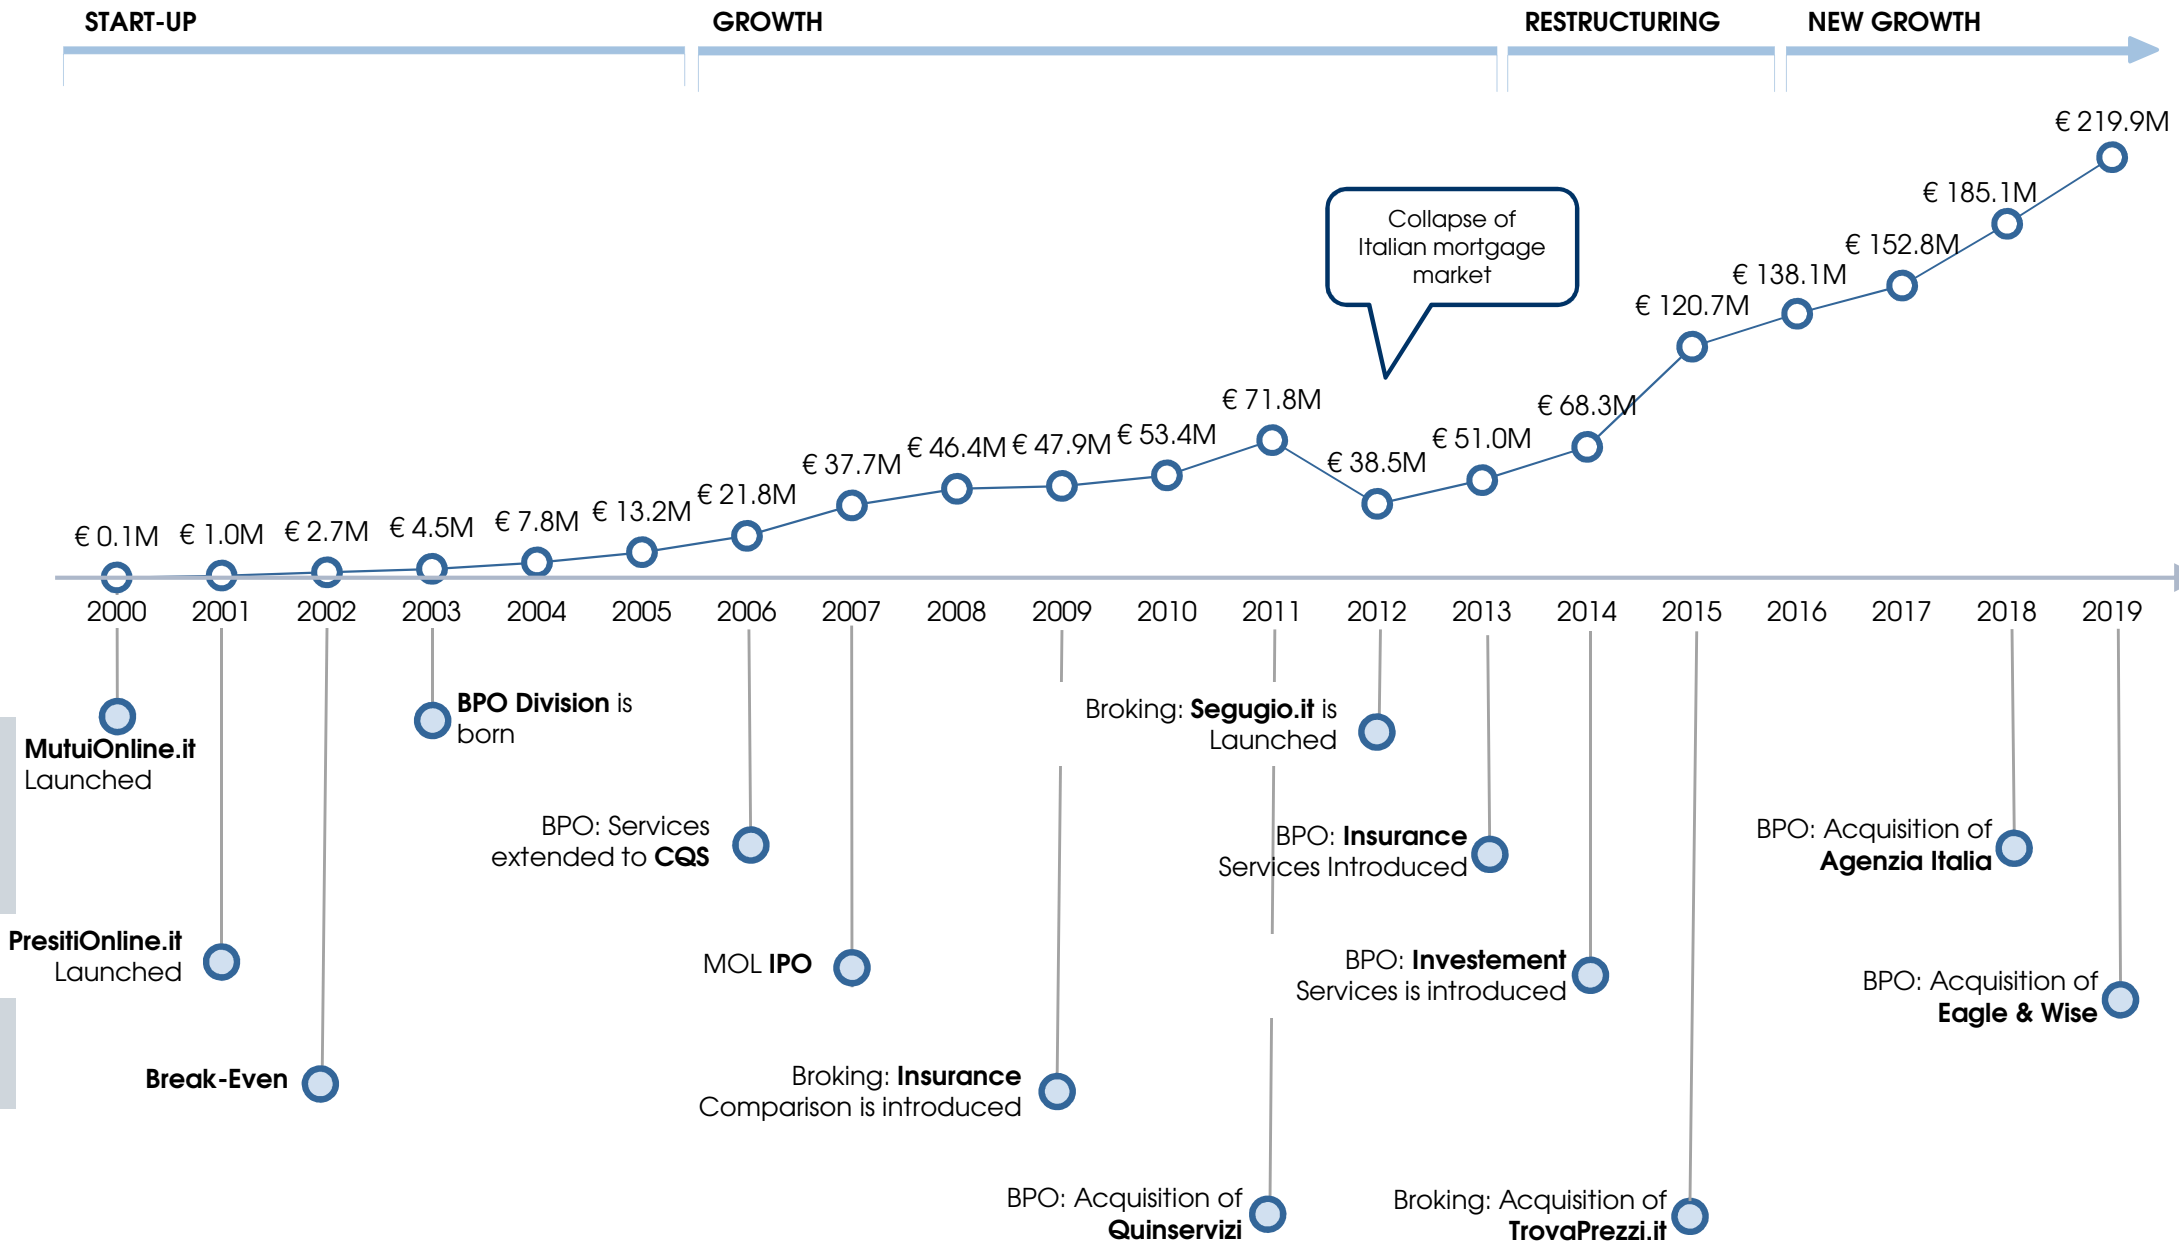 START-UP
GROWTH
RESTRUCTURING
NEW GROWTH
€ 219.9M
€ 185.1M
€ 152.8M
€ 138.1M
€ 120.7M
Collapse of
Italian mortgage
market
€ 0.1M
€ 1.0M
€ 2.7M
€ 4.5M
€ 7.8M
€ 13.2M
€ 21.8M
€ 37.7M
€ 46.4M
€ 47.9M
€ 53.4M
€ 71.8M
€ 38.5M
€ 51.0M
€ 68.3M
2000
2001
2002
2003
2004
2005
2006
2007
2008
2009
2010
2011
2012
2013
2014
2015
2016
2017
2018
2019
MutuiOnline.it
Launched
BPO Division is
born
Broking: Segugio.it is
Launched
BPO: Services
extended to CQS
BPO: Insurance
Services Introduced
BPO: Acquisition of
Agenzia Italia
PresitiOnline.it
Launched
MOL IPO
BPO: Investement
Services is introduced
BPO: Acquisition of
Eagle & Wise
Break-Even
Broking: Insurance
Comparison is introduced
BPO: Acquisition of
Quinservizi
Broking: Acquisition of
TrovaPrezzi.it